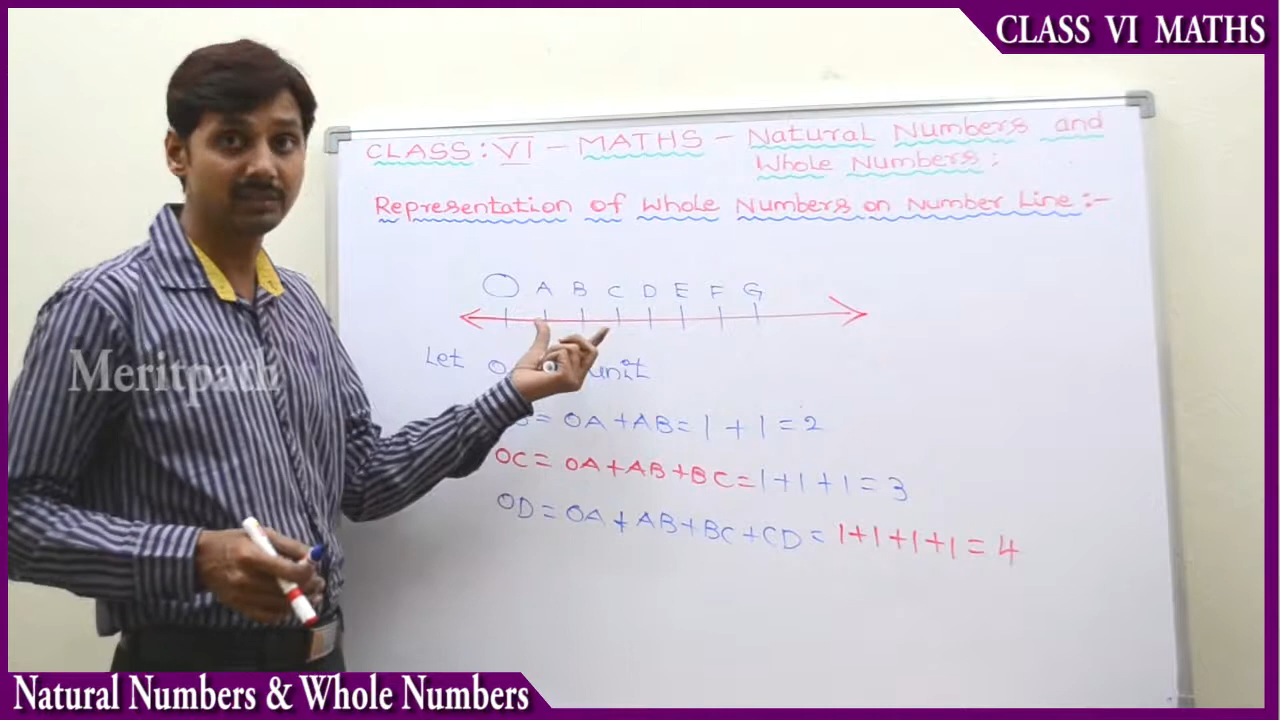 CLASS VI MATHS
CLASS : VI - MATHS - Natural Numbers and
Whole Numbers :
Representation of Whole Numbers on Number Line :-
O A B C D E F G
Let unit
= OA + AB = 1 + 1 = 2
OC = OA + AB + BC = 1 + 1 + 1 = 3
OD = OA + AB + BC + CD = 1 + 1 + 1 + 1 = 4
Meritpath
Natural Numbers & Whole Numbers